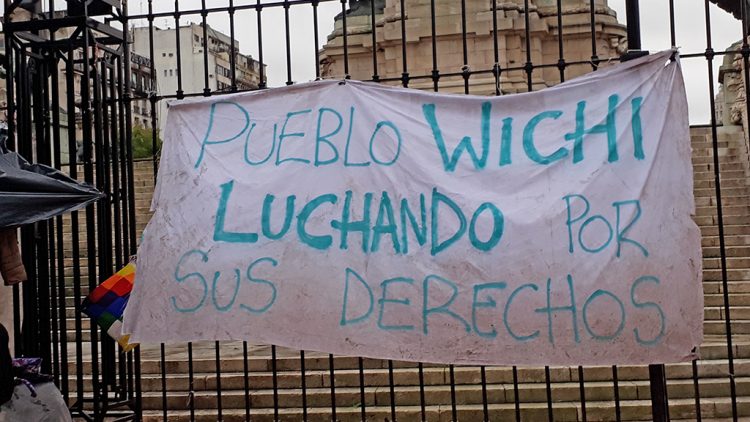 PUEBLO WICHI
LUCHANDO POR
SUS DERECHOS